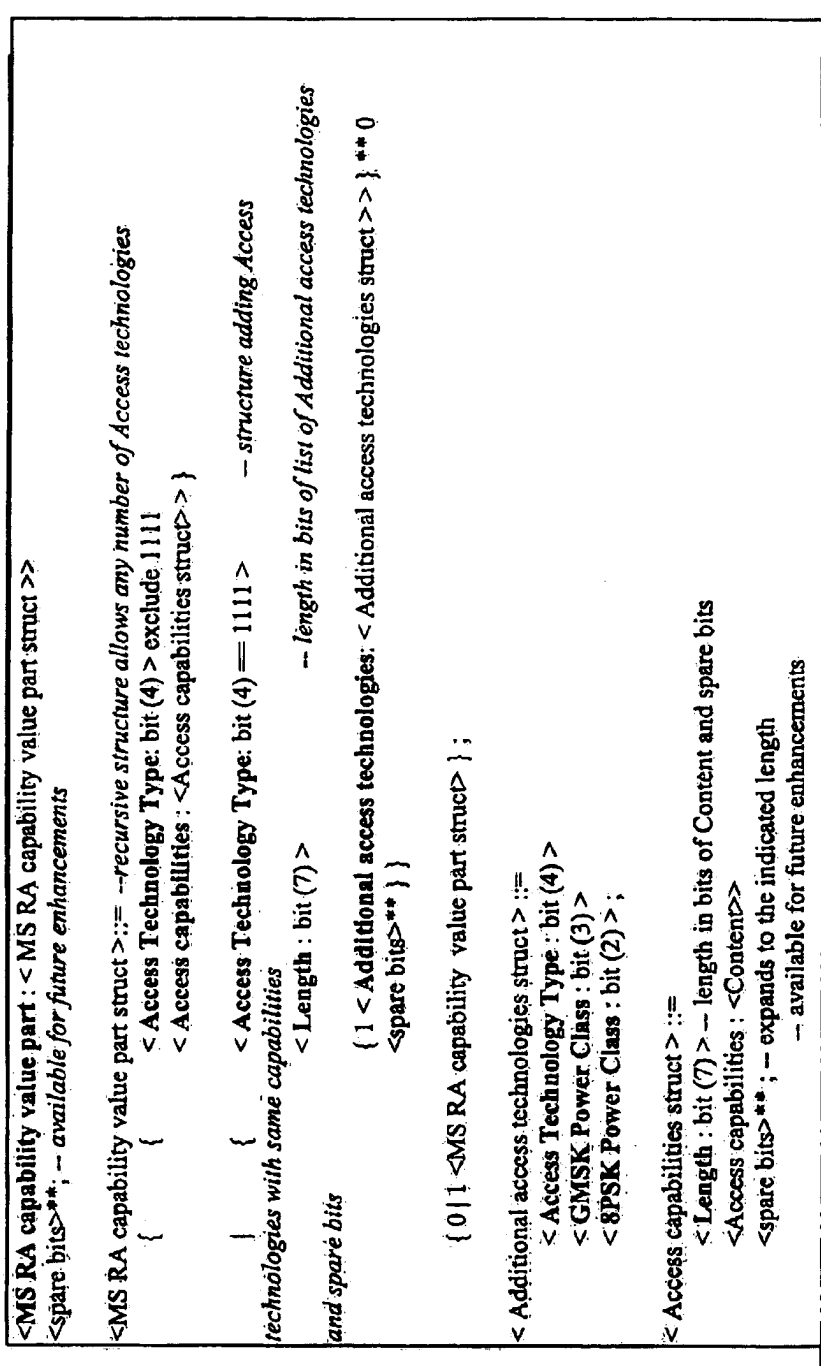 <MS RA capability value part : < MS RA capability value part struct >>
<spare bits>**; -- available for future enhancements
<MS RA capability value part struct >::= --recursive structure allows any number of Access technologies
{ { < Access Technology Type: bit (4) > exclude 1111
< Access capabilities : <Access capabilities struct> > }
| { < Access Technology Type: bit (4) == 1111 > -- structure adding Access
technologies with same capabilities
< Length : bit (7) > -- length in bits of list of Additional access technologies
and spare bits
{ 1 < Additional access technologies: < Additional access technologies struct > > } ** 0
<spare bits>** } }
{ 0 | 1 <MS RA capability value part struct> } ;
< Additional access technologies struct > ::=
< Access Technology Type : bit (4) >
< GMSK Power Class : bit (3) >
< 8PSK Power Class : bit (2) > ;
< Access capabilities struct > ::=
< Length : bit (7) > -- length in bits of Content and spare bits
<Access capabilities : <Content>>
<spare bits>** ; -- expands to the indicated length
-- available for future enhancements